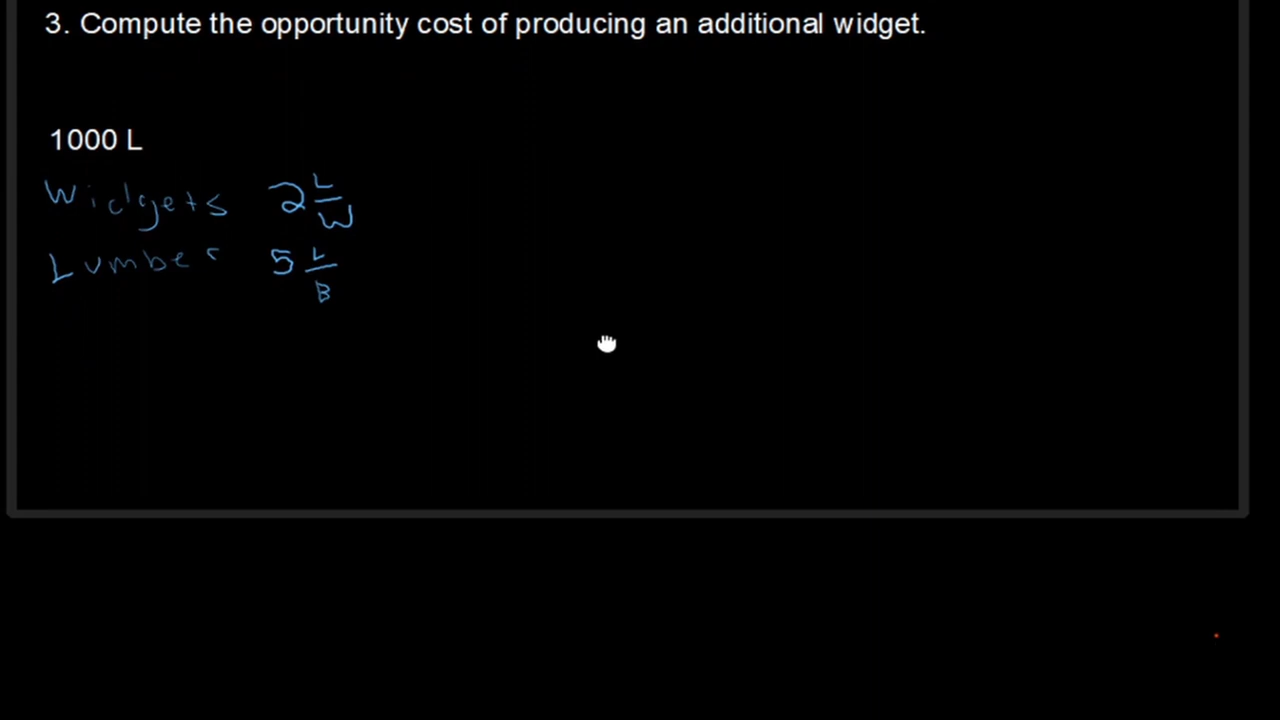 3. Compute the opportunity cost of producing an additional widget.
1000 L
Widgets 2 L/W
Lumber 5 L/B